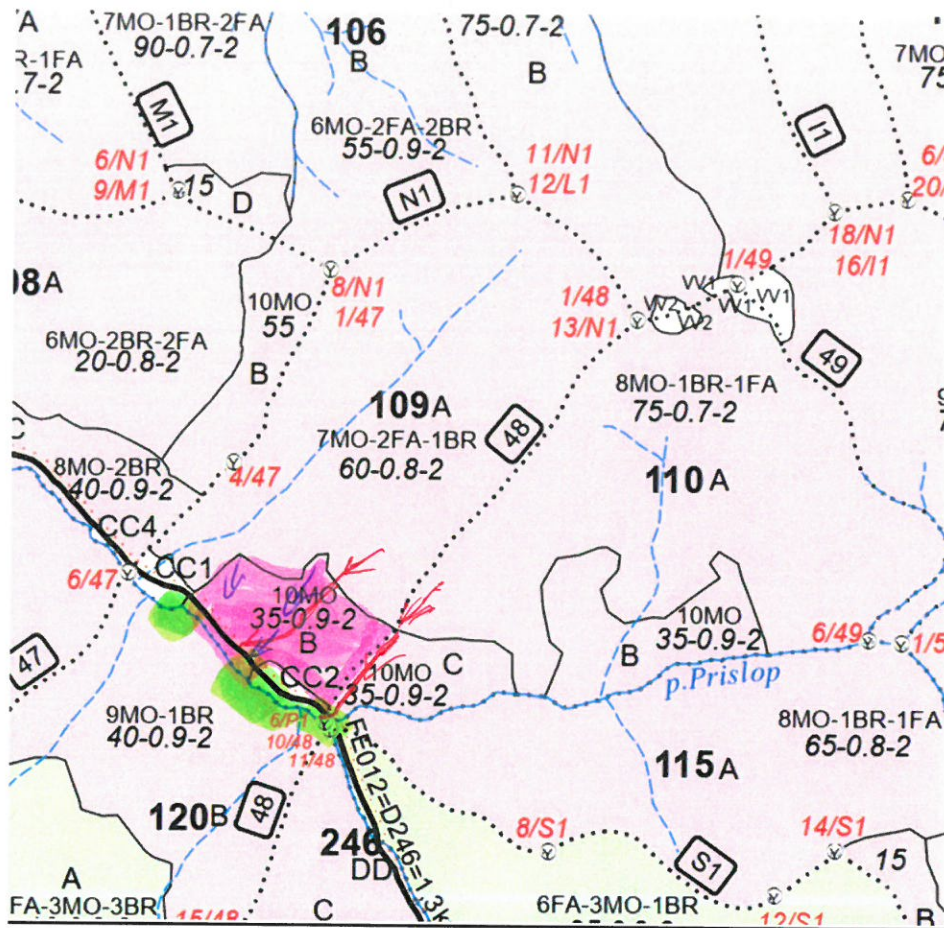 7MO-1BR-2FA
90-0.7-2
106
B
75-0.7-2
B
7MO
R-1FA
7-2
M1
6MO-2FA-2BR
55-0.9-2
I1
6/N1
9/M1
15
D
N1
11/N1
12/L1
18/N1
16/I1
8/N1
1/47
1/49
1/48
13/N1
VV1
VV1
VV2
10MO
55
B
6MO-2BR-2FA
20-0.8-2
49
8MO-1BR-1FA
75-0.7-2
109A
7MO-2FA-1BR
60-0.8-2
48
110A
8MO-2BR
40-0.9-2
4/47
CC4
CC1
6/47
10MO
35-0.9-2
B
10MO
35-0.9-2
B
C
CC2
10MO
35-0.9-2
6/49
47
p.Prislop
9MO-1BR
40-0.9-2
6/P1
10/48
11/48
8MO-1BR-1FA
65-0.8-2
FE012=D246=1.3K
115A
120B
48
246
DD
8/S1
14/S1
S1
15
A
FA-3MO-3BR
15/48
C
6FA-3MO-1BR
12/S1
B